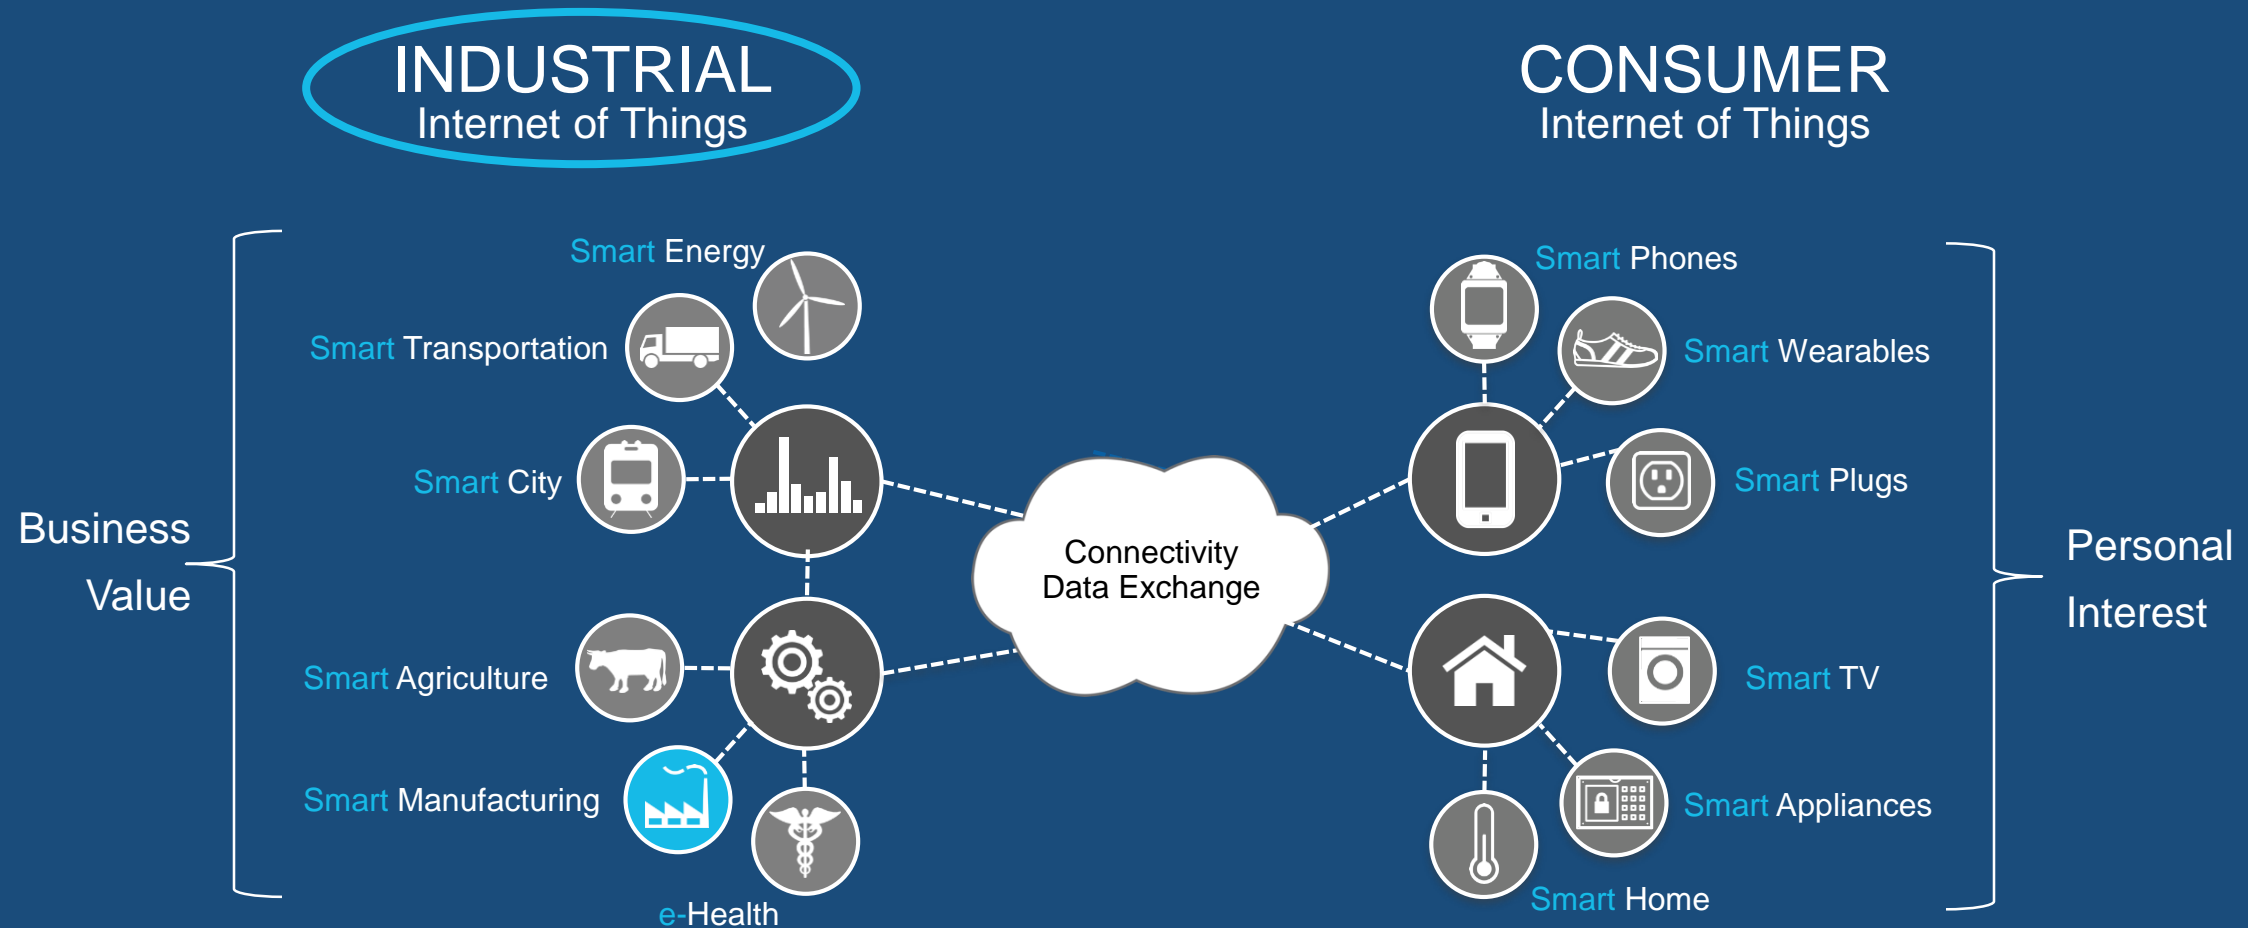 INDUSTRIAL
Internet of Things
CONSUMER
Internet of Things
Smart Energy
Smart Transportation
Smart City
Business
Value
Smart Agriculture
Smart Manufacturing
e-Health
Connectivity
Data Exchange
Smart Phones
Smart Wearables
Smart Plugs
Personal
Interest
Smart TV
Smart Appliances
Smart Home